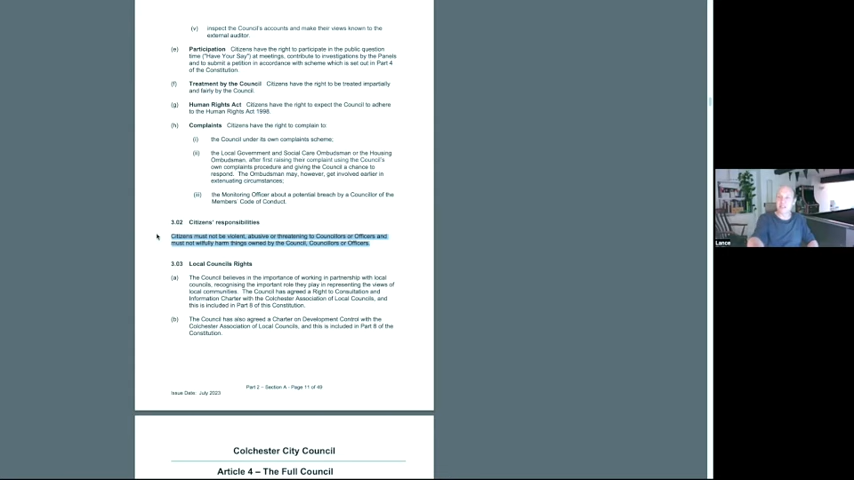 (v) inspect the Council's accounts and make their views known to the
external auditor.
(e) Participation Citizens have the right to participate in the public question
time ("Have Your Say") at meetings, contribute to investigations by the Panels
and to submit a petition in accordance with scheme which is set out in Part 4
of the Constitution.
(f) Treatment by the Council Citizens have the right to be treated impartially
and fairly by the Council.
(g) Human Rights Act Citizens have the right to expect the Council to adhere
to the Human Rights Act 1998.
(h) Complaints Citizens have the right to complain to:
(i) the Council under its own complaints scheme;
(ii) the Local Government and Social Care Ombudsman or the Housing
Ombudsman, after first raising their complaint using the Council's
own complaints procedure and giving the Council a chance to
respond. The Ombudsman may, however, get involved earlier in
extenuating circumstances;
(iii) the Monitoring Officer about a potential breach by a Councillor of the
Members' Code of Conduct.
3.02 Citizens' responsibilities
Citizens must not be violent, abusive or threatening to Councillors or Officers and
must not wilfully harm things owned by the Council, Councillors or Officers.
3.03 Local Councils Rights
(a) The Council believes in the importance of working in partnership with local
councils, recognising the important role they play in representing the views of
local communities. The Council has agreed a Right to Consultation and
Information Charter with the Colchester Association of Local Councils, and
this is included in Part 8 of this Constitution.
(b) The Council has also agreed a Charter on Development Control with the
Colchester Association of Local Councils, and this is included in Part 8 of the
Constitution.
Part 2 – Section A - Page 11 of 49
Issue Date July 2023
Colchester City Council
Article 4 – The Full Council
Lance